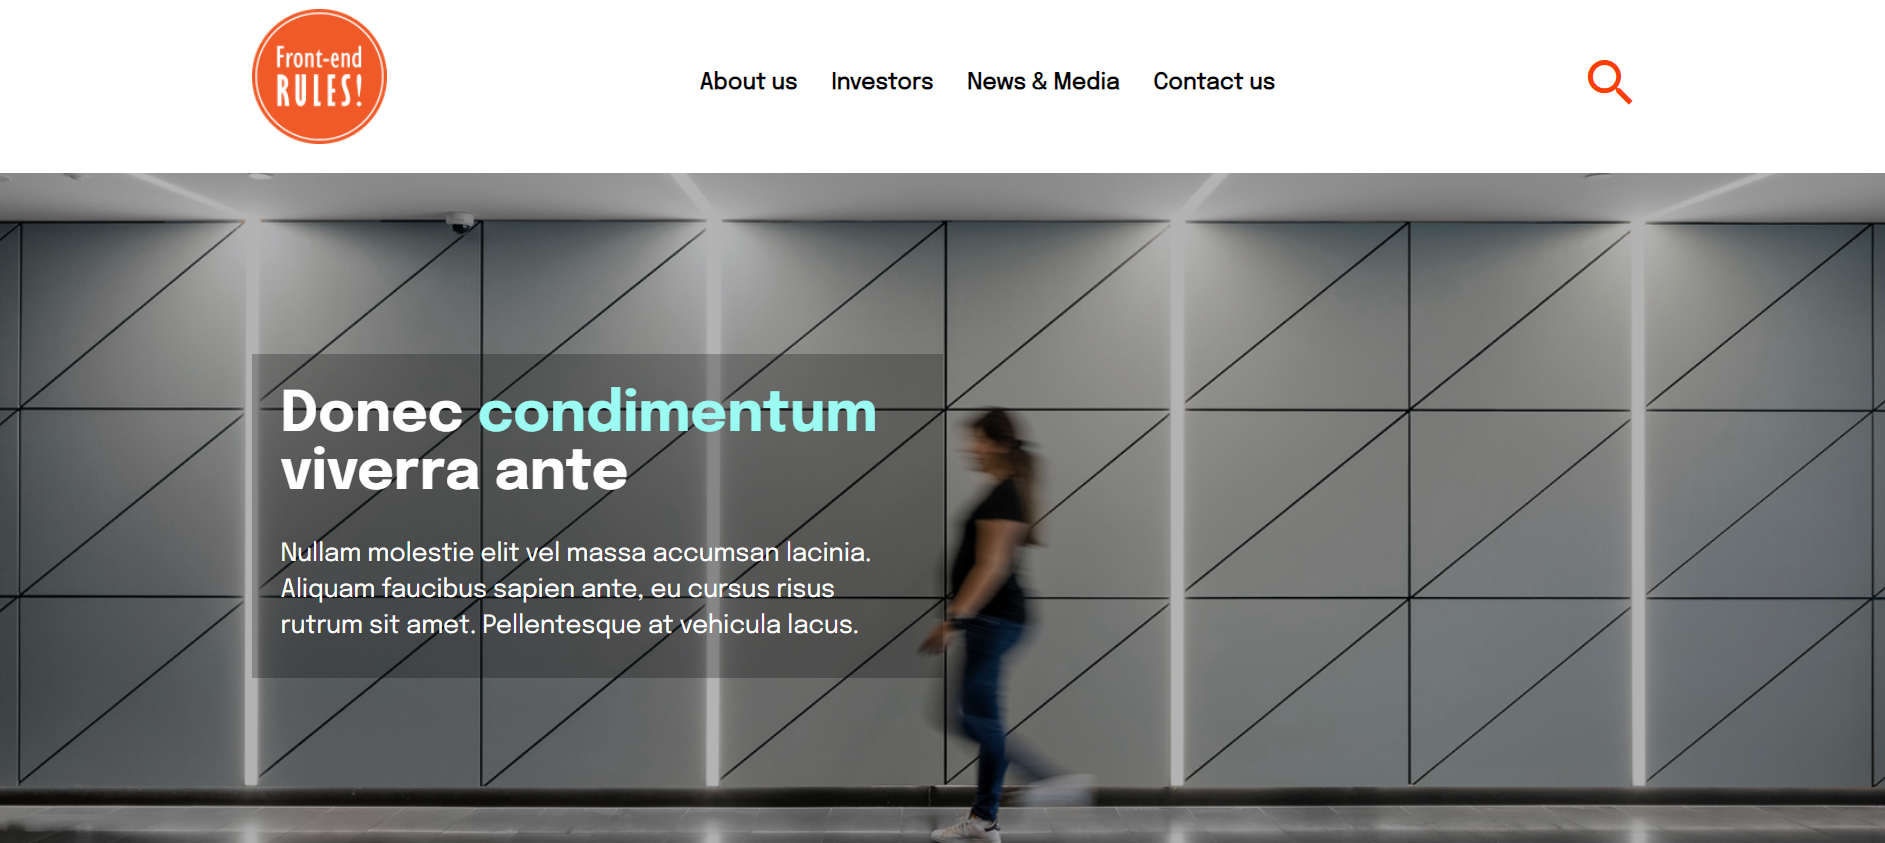 Front-end
RULES!
About us Investors News & Media Contact us
Donec condimentum
viverra ante
Nullam molestie elit vel massa accumsan lacinia.
Aliquam faucibus sapien ante, eu cursus risus
rutrum sit amet. Pellentesque at vehicula lacus.